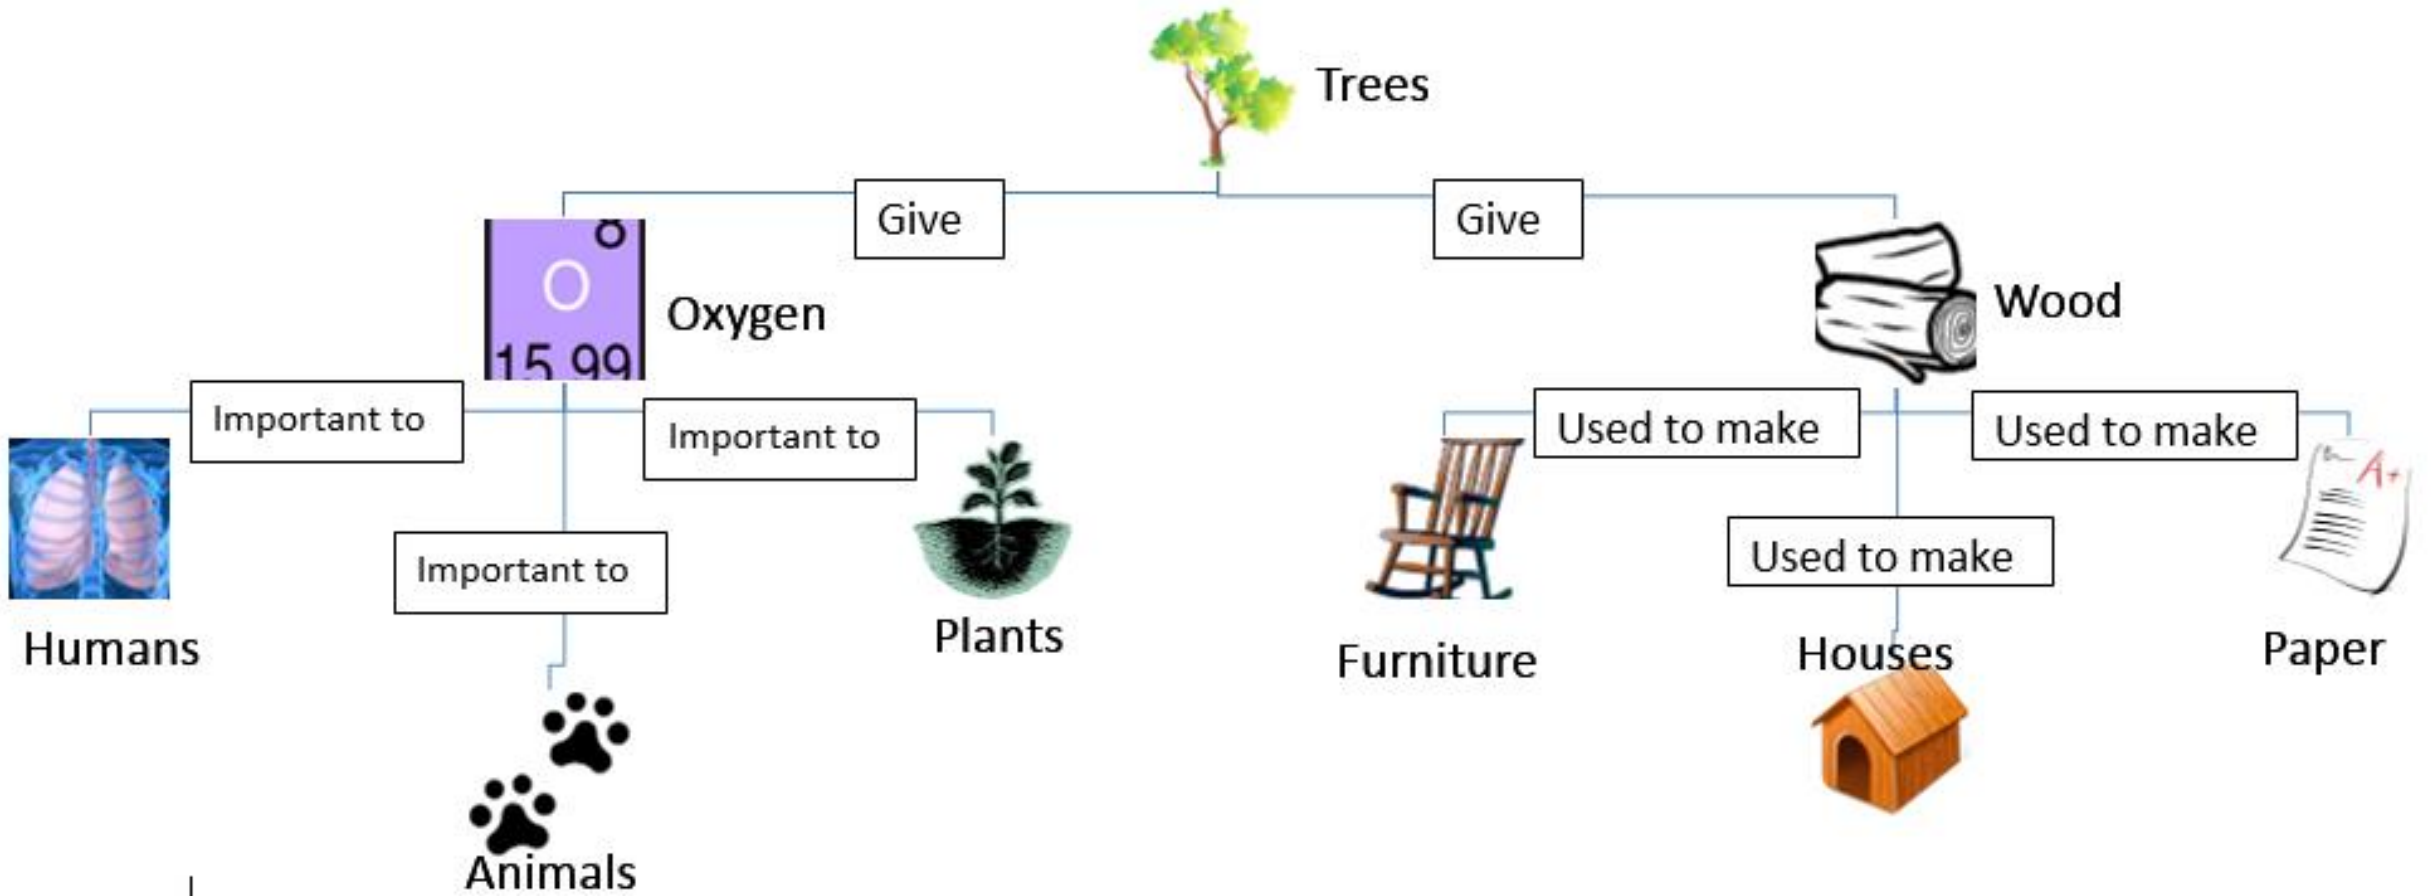 Trees
Give
Give
8
O
15.99
Oxygen
Wood
Important to
Important to
Used to make
Used to make
A+
Important to
Used to make
Humans
Plants
Furniture
Houses
Paper
Animals